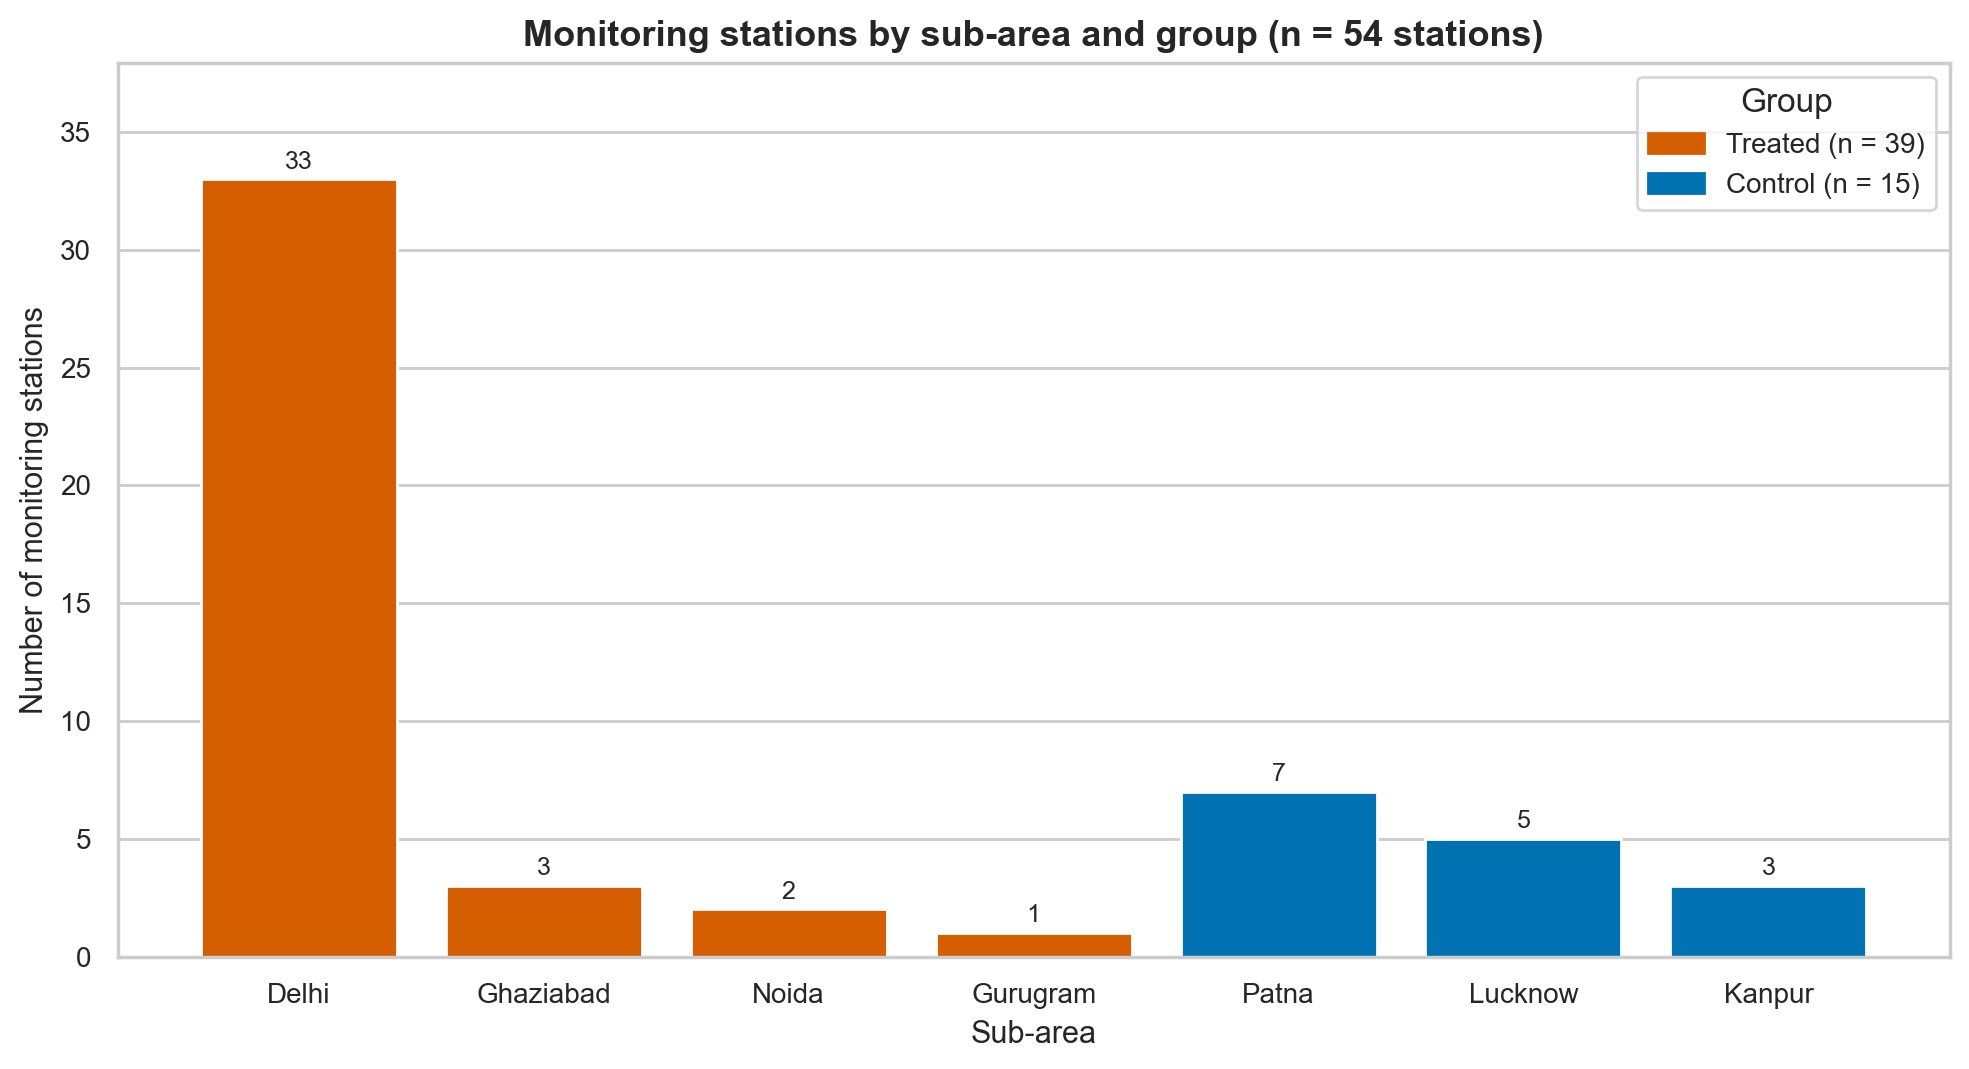 Monitoring stations by sub-area and group (n = 54 stations)
Group
Treated (n = 39)
Control (n = 15)
Number of monitoring stations
35
30
25
20
15
10
5
0
33
3
2
1
7
5
3
Delhi
Ghaziabad
Noida
Gurugram
Patna
Lucknow
Kanpur
Sub-area